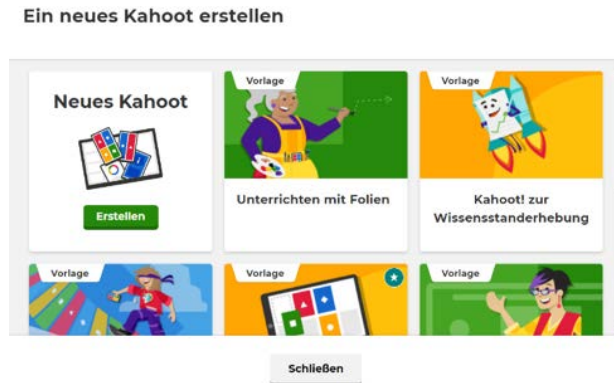 Ein neues Kahoot erstellen
Vorlage
Vorlage
Neues Kahoot
Erstellen
Unterrichten mit Folien
Kahoot! zur
Wissensstanderhebung
Vorlage
Vorlage
Vorlage
Schließen